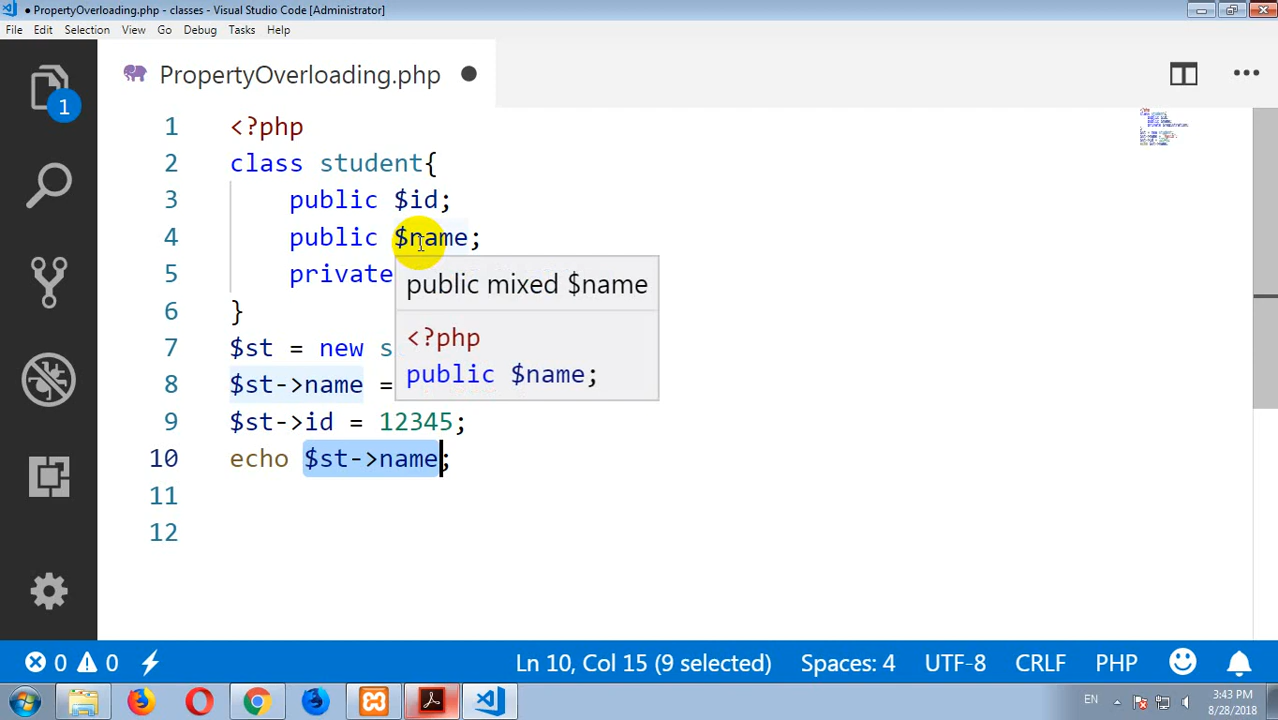 ● PropertyOverloading.php - classes - Visual Studio Code [Administrator]
File Edit Selection View Go Debug Tasks Help
PropertyOverloading.php
1 <?php
2 class student{
3 public $id;
4 public $name;
5 private
public mixed $name
6 }
<?php
7 $st = new s
public $name;
8 $st->name =
9 $st->id = 12345;
10 echo $st->name;
11
12
1
0 0 Ln 10, Col 15 (9 selected) Spaces: 4 UTF-8 CRLF PHP
EN 3:43 PM
8/28/2018